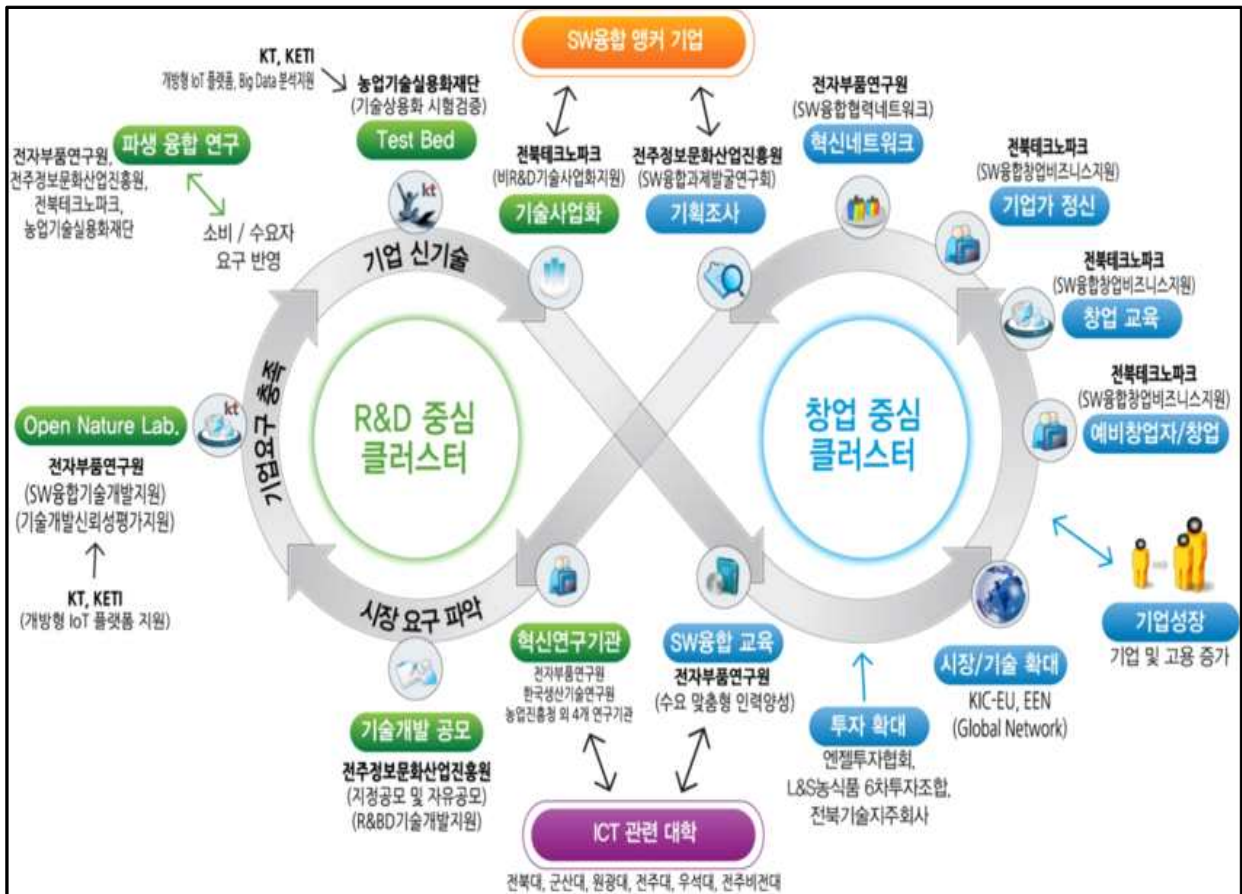 SW융합 앵커 기업
KT, KETI
개방형 IoT 플랫폼, Big Data 분석지원
농업기술실용화재단
(기술상용화 시험검증)
Test Bed
파생 융합 연구
전자부품연구원,
전주정보문화산업진흥원,
전북테크노파크,
농업기술실용화재단
소비 / 수요자
요구 반영
전북테크노파크
(비R&D기술사업화지원)
기술사업화
전주정보문화산업진흥원
(SW융합과제발굴연구회)
기획조사
전자부품연구원
(SW융합협력네트워크)
혁신네트워크
전북테크노파크
(SW융합창업비즈니스지원)
기업가 정신
전북테크노파크
(SW융합창업비즈니스지원)
창업 교육
전북테크노파크
(SW융합창업비즈니스지원)
예비창업자/창업
kt
기업 신기술
기업요구 충족
시장 요구 파악
R&D 중심
클러스터
창업 중심
클러스터
kt
Open Nature Lab.
전자부품연구원
(SW융합기술개발지원)
(기술개발신뢰성평가지원)
KT, KETI
(개방형 IoT 플랫폼 지원)
기술개발 공모
전주정보문화산업진흥원
(지정공모 및 자유공모)
(R&BD기술개발지원)
혁신연구기관
전자부품연구원
한국생산기술연구원
농업진흥청 외 4개 연구기관
SW융합 교육
전자부품연구원
(수요 맞춤형 인력양성)
투자 확대
엔젤투자협회,
L&S농식품 6차투자조합,
전북기술지주회사
시장/기술 확대
KIC-EU, EEN
(Global Network)
기업성장
기업 및 고용 증가
ICT 관련 대학
전북대, 군산대, 원광대, 전주대, 우석대, 전주비전대